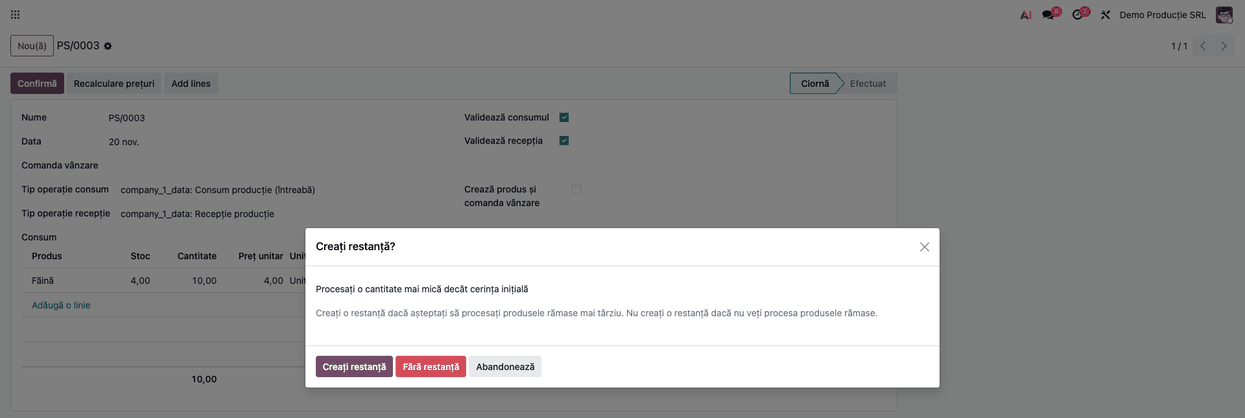 AI
Demo Producție SRL
Nou(ă)
PS/0003
1 / 1
Confirmă
Recalculare prețuri
Add lines
Ciornă
Efectuat
Nume
PS/0003
Validează consumul
Data
20 nov.
Validează recepția
Comanda vânzare
Tip operație consum
company_1_data: Consum producție (întreabă)
Crează produs și
comanda vânzare
Tip operație recepție
company_1_data: Recepție producție
Consum
Produs Stoc Cantitate Preț unitar
Făină 4,00 10,00 4,00
Adăugă o linie
10,00
Creați restanță?
Procesați o cantitate mai mică decât cerința inițială
Creați o restanță dacă așteptați să procesați produsele rămase mai târziu. Nu creați o restanță dacă nu veți procesa produsele rămase.
Creați restanță
Fără restanță
Abandonează